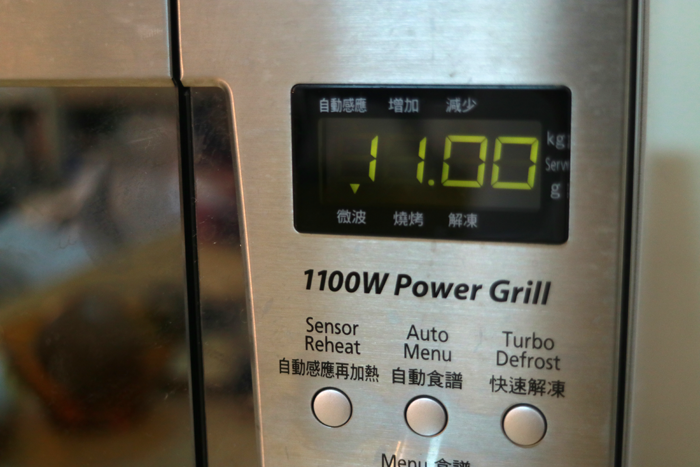 自動感應 增加 減少
11.00
kg
Serv
g
微波 燒烤 解凍
1100W Power Grill
Sensor Reheat
自動感應再加熱
Auto Menu
自動食譜
Turbo Defrost
快速解凍
Menu 食譜